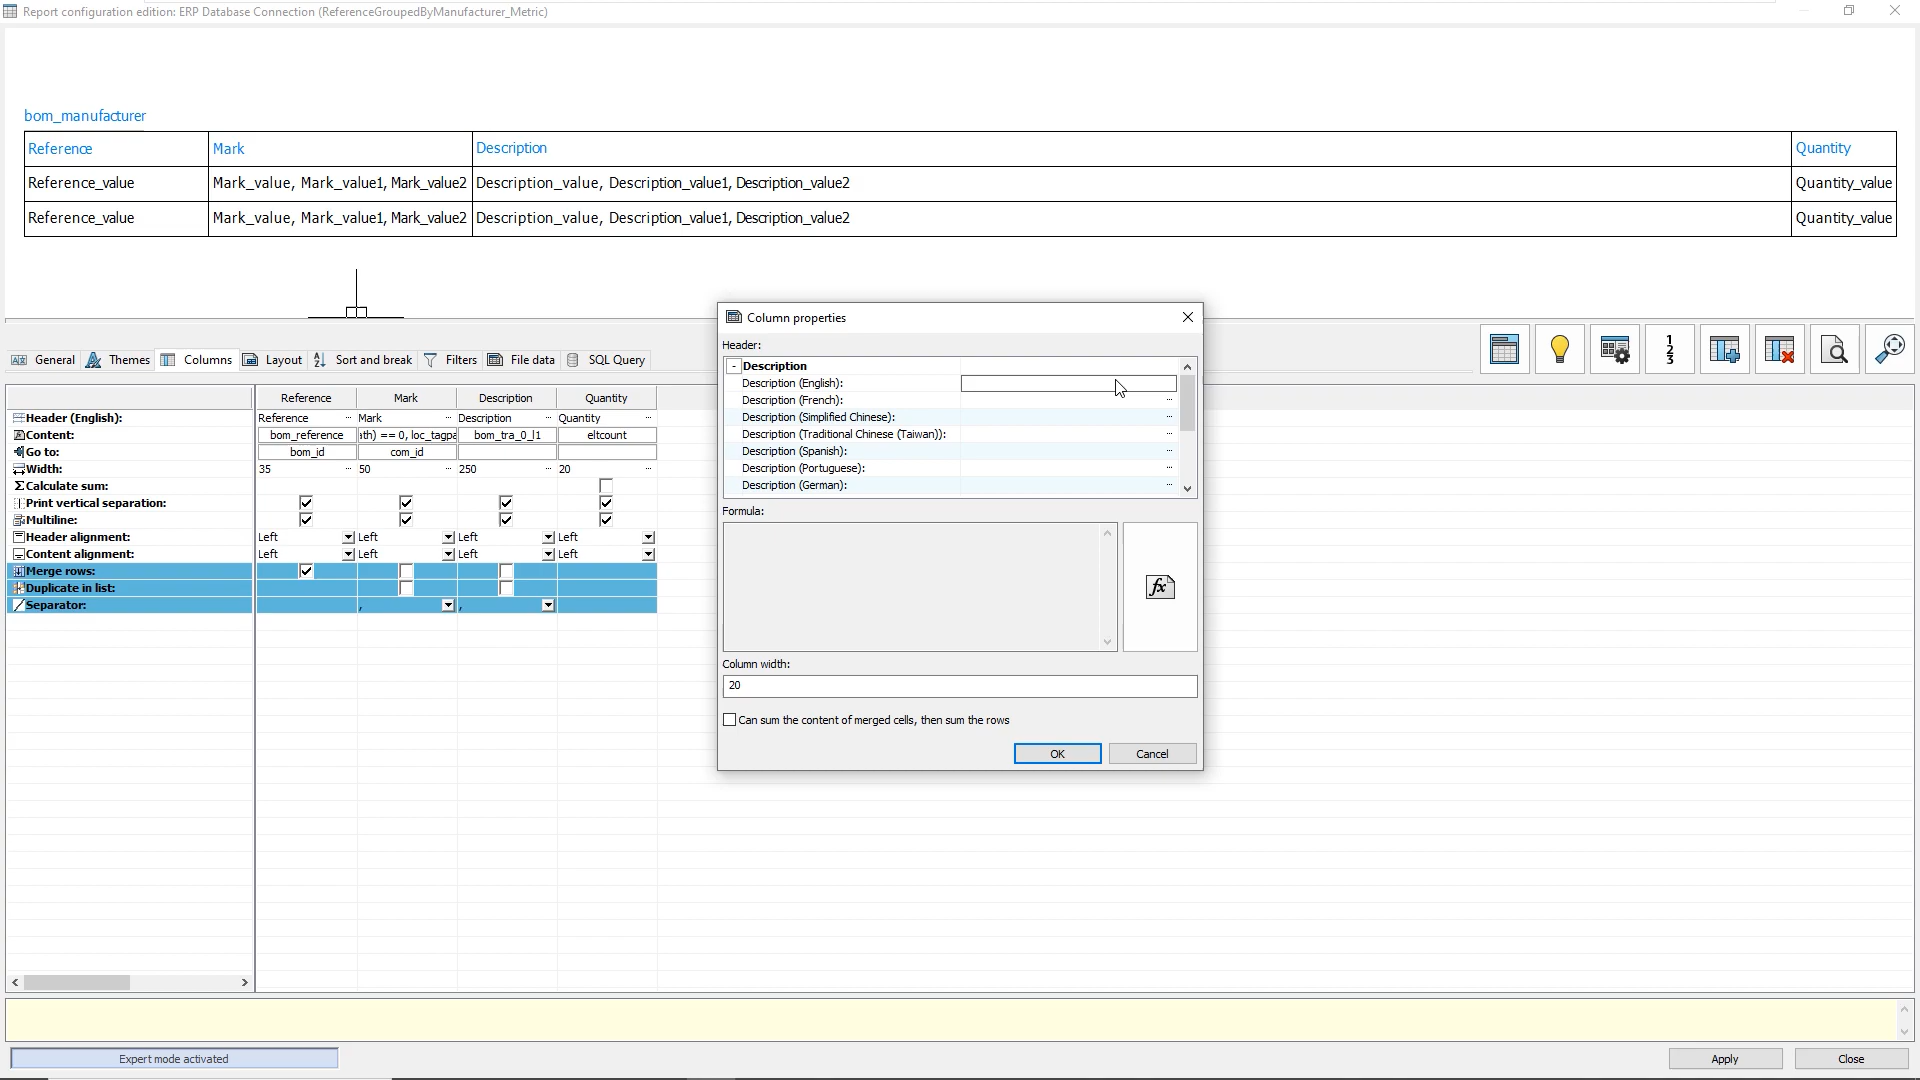 Report configuration edition: ERP Database Connection (ReferenceGroupedByManufacturer_Metric)
bom_manufacturer
Reference Mark Description Quantity
Reference_value Mark_value, Mark_value1, Mark_value2 Description_value, Description_value1, Description_value2 Quantity_value
Reference_value Mark_value, Mark_value1, Mark_value2 Description_value, Description_value1, Description_value2 Quantity_value
General Themes Columns Layout Sort and break Filters File data SQL Query
Reference Mark Description Quantity
Header (English): Reference ... Mark ... Description ... Quantity ...
Content: bom_reference ath) == 0, loc_tagpa bom_tra_0_l1 eltcount
Go to: bom_id com_id
Width: 35 ... 50 ... 250 ... 20 ...
Calculate sum:
Print vertical separation:
Multiline:
Header alignment: Left Left Left Left
Content alignment: Left Left Left Left
Merge rows:
Duplicate in list:
Separator: , ,
Column properties
Header:
- Description
Description (English):
Description (French): ...
Description (Simplified Chinese): ...
Description (Traditional Chinese (Taiwan)): ...
Description (Spanish): ...
Description (Portuguese): ...
Description (German): ...
Formula:
fx
Column width:
20
Can sum the content of merged cells, then sum the rows
OK Cancel
Expert mode activated
Apply Close